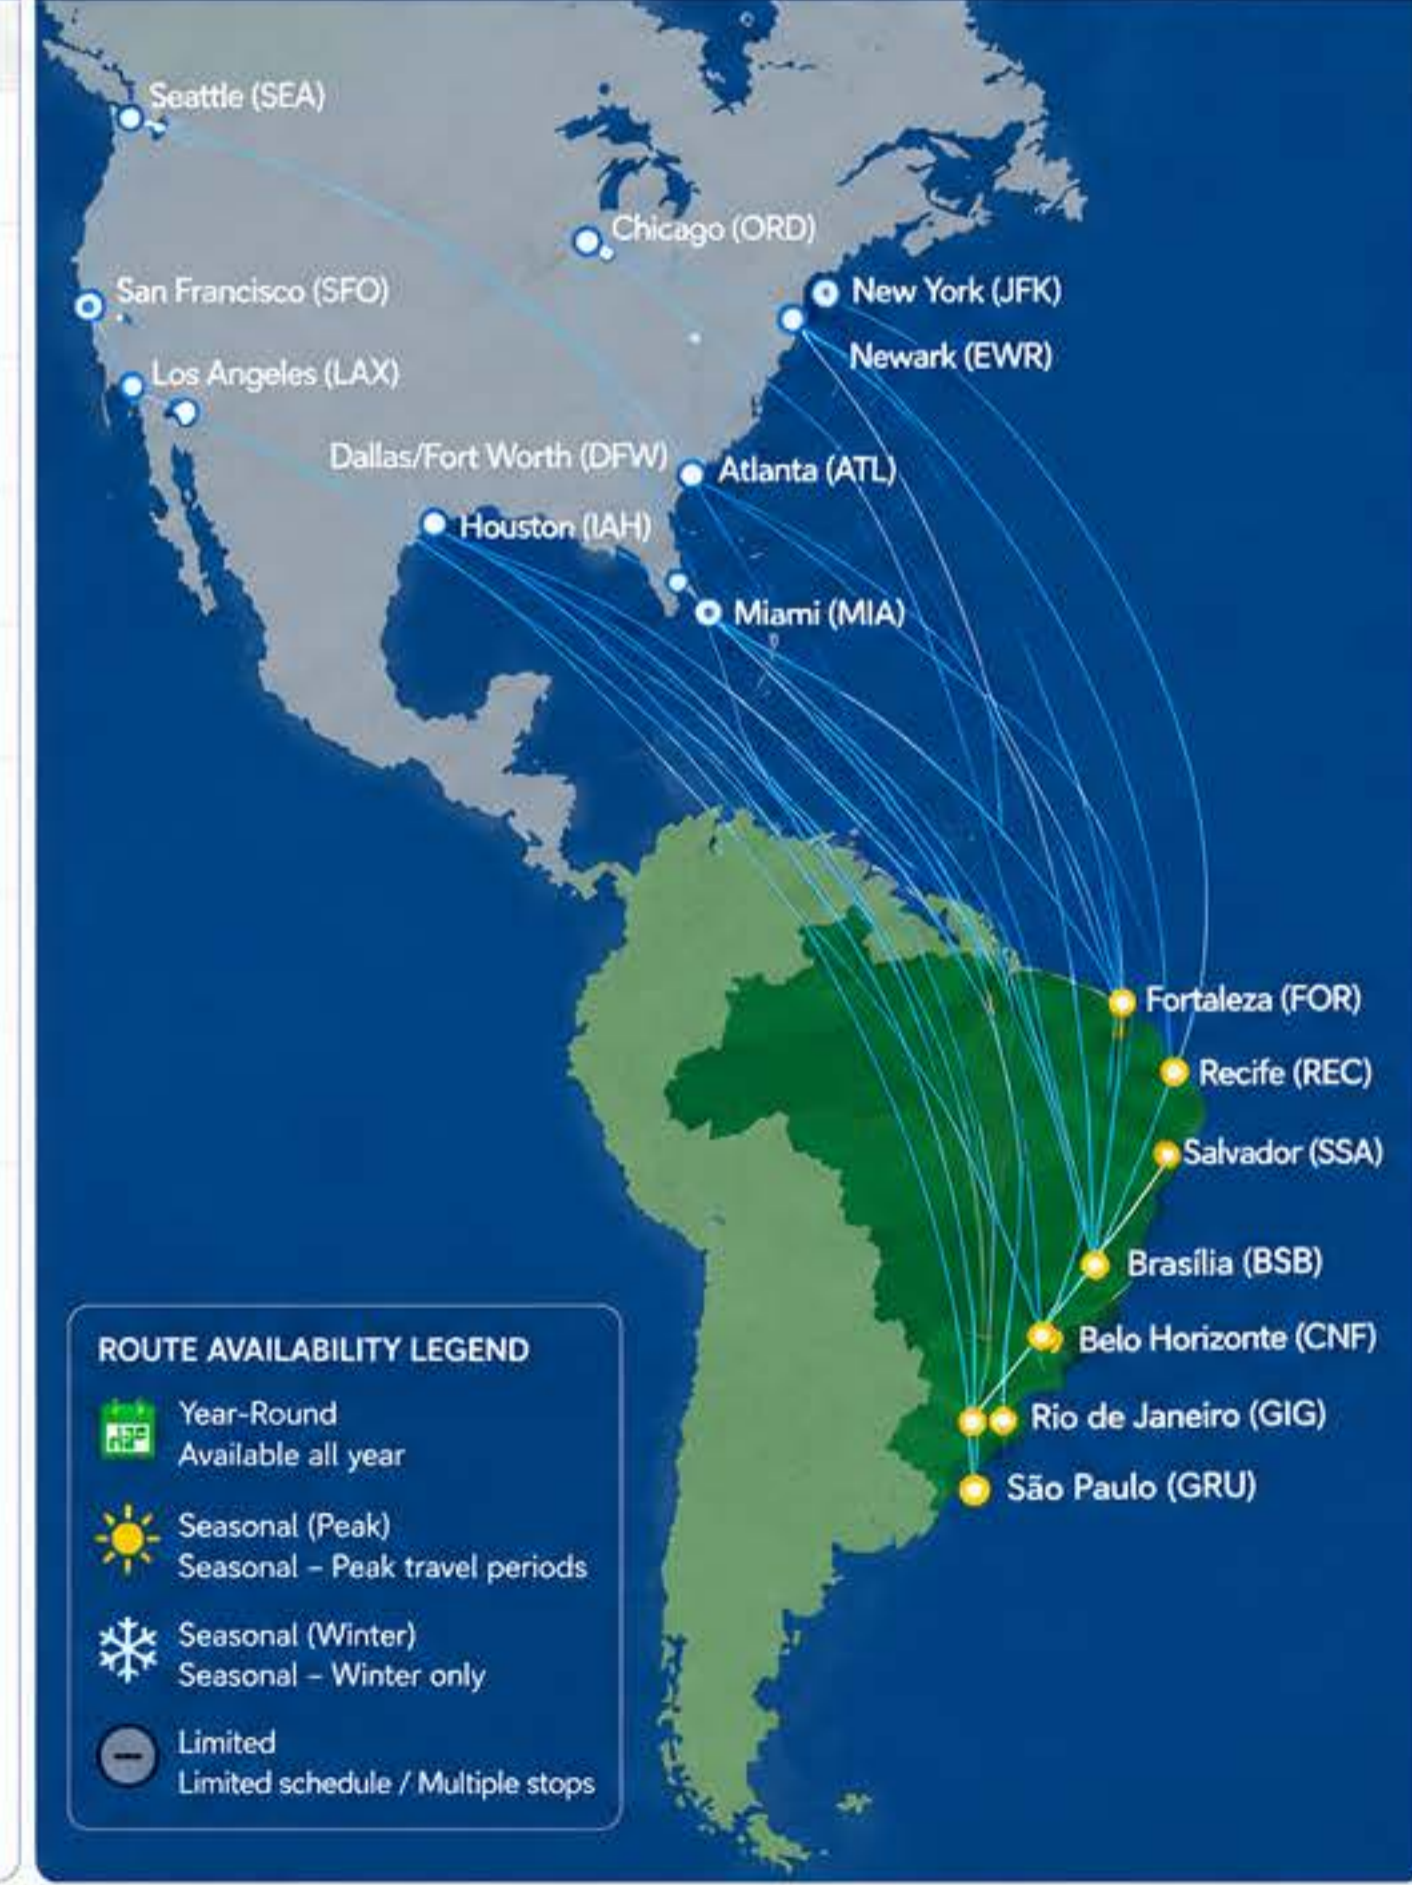 Seattle (SEA)
Chicago (ORD)
San Francisco (SFO)
New York (JFK)
Newark (EWR)
Los Angeles (LAX)
Dallas/Fort Worth (DFW)
Atlanta (ATL)
Houston (IAH)
Miami (MIA)
Fortaleza (FOR)
Recife (REC)
Salvador (SSA)
Brasília (BSB)
Belo Horizonte (CNF)
Rio de Janeiro (GIG)
São Paulo (GRU)
ROUTE AVAILABILITY LEGEND
Year-Round
Available all year
Seasonal (Peak)
Seasonal – Peak travel periods
Seasonal (Winter)
Seasonal – Winter only
Limited
Limited schedule / Multiple stops